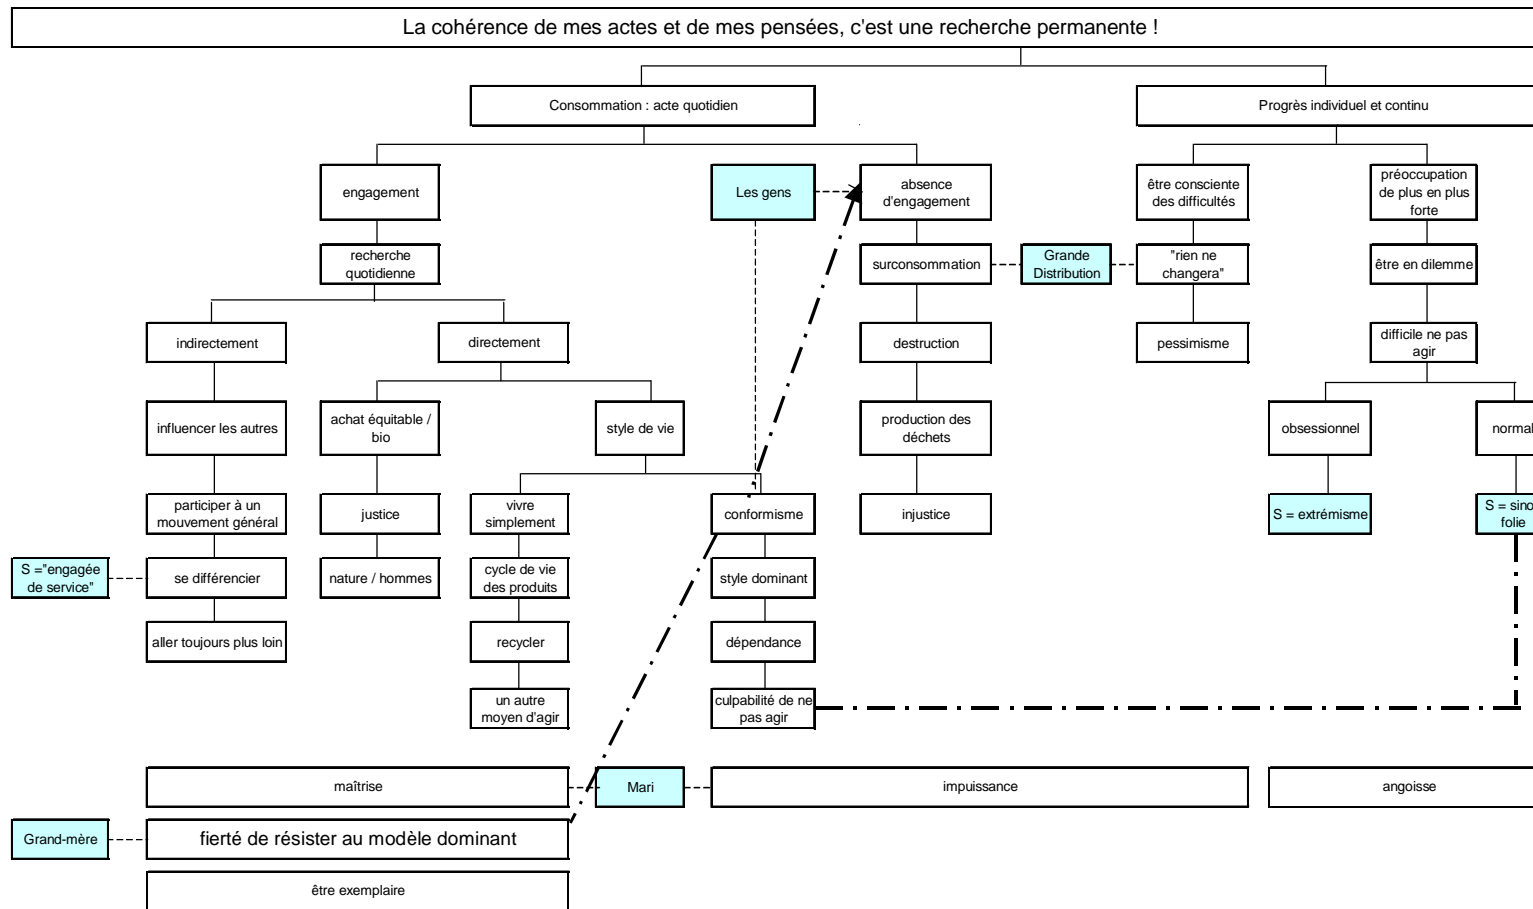 La cohérence de mes actes et de mes pensées, c'est une recherche permanente !
Consommation : acte quotidien
Progrès individuel et continu
engagement
Les gens
absence
d'engagement
être consciente
des difficultés
préoccupation
de plus en plus
forte
recherche
quotidienne
surconsommation
Grande
Distribution
"rien ne
changera"
être en dilemme
indirectement
directement
destruction
pessimisme
difficile ne pas
agir
influencer les autres
achat équitable /
bio
style de vie
production des
déchets
obsessionnel
normal
participer à un
mouvement général
justice
vivre
simplement
conformisme
injustice
S = extrémisme
S = sino
folie
S ="engagée
de service"
se différencier
nature / hommes
cycle de vie
des produits
style dominant
aller toujours plus loin
recycler
dépendance
un autre
moyen d'agir
culpabilité de ne
pas agir
maîtrise
Mari
impuissance
angoisse
Grand-mère
fierté de résister au modèle dominant
être exemplaire